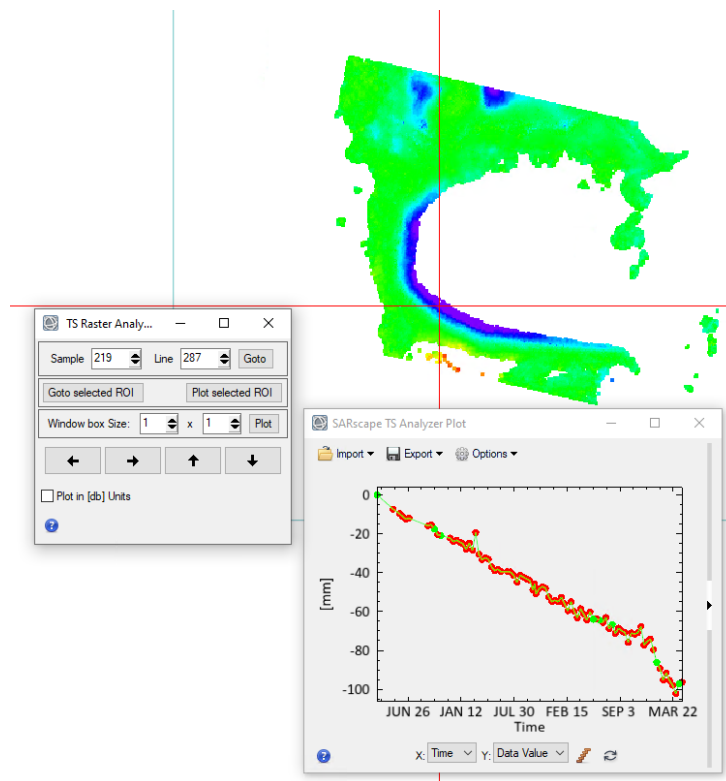 TS Raster Analy...
Sample 219 Line 287 Goto
Goto selected ROI Plot selected ROI
Window box Size: 1 x 1 Plot
Plot in [db] Units
SARscape TS Analyzer Plot
Import Export Options
0
-20
-40
-60
-80
-100
[mm]
JUN 26 JAN 12 JUL 30 FEB 15 SEP 3 MAR 22
Time
X: Time Y: Data Value